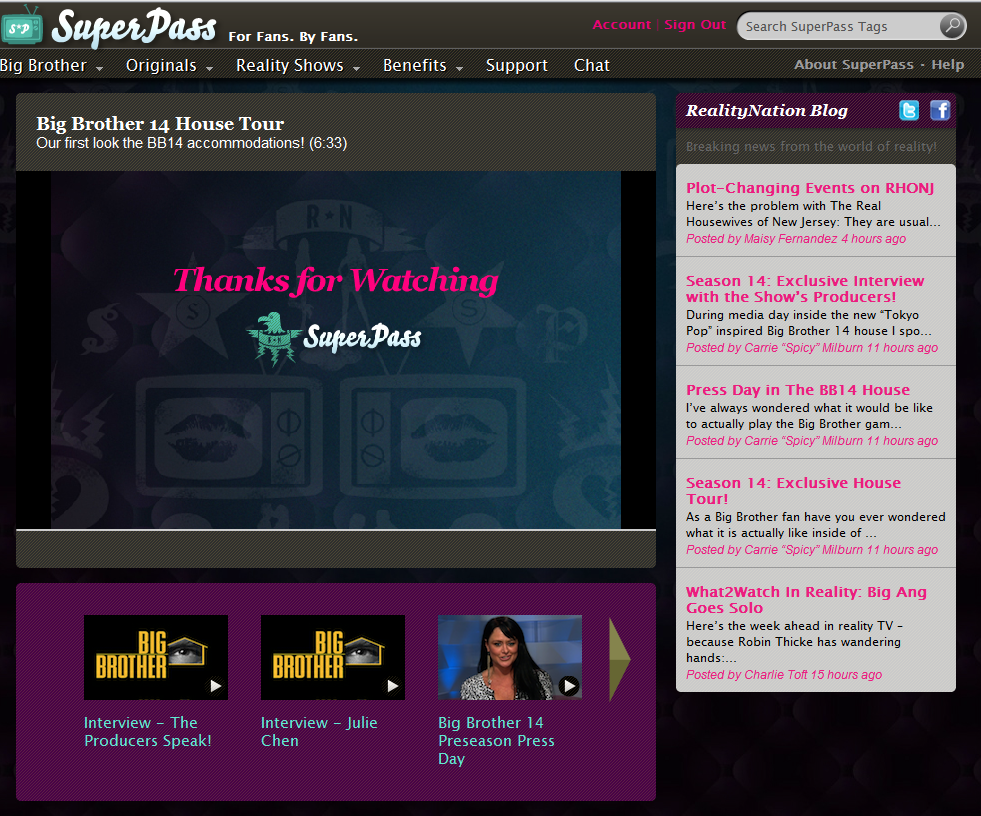 S★P SuperPass For Fans. By Fans.
Account | Sign Out
Search SuperPass Tags
Big Brother Originals Reality Shows Benefits Support Chat
About SuperPass - Help
Big Brother 14 House Tour
Our first look the BB14 accommodations! (6:33)
R N
S S
S P
Thanks for Watching
R★N SuperPass
BIG BROTHER
Interview – The
Producers Speak!
BIG BROTHER
Interview – Julie
Chen
Big Brother 14
Preseason Press
Day
RealityNation Blog
Breaking news from the world of reality!
Plot-Changing Events on RHONJ
Here’s the problem with The Real
Housewives of New Jersey: They are usual...
Posted by Maisy Fernandez 4 hours ago
Season 14: Exclusive Interview
with the Show’s Producers!
During media day inside the new “Tokyo
Pop” inspired Big Brother 14 house I spo...
Posted by Carrie “Spicy” Milburn 11 hours ago
Press Day in The BB14 House
I’ve always wondered what it would be like
to actually play the Big Brother gam...
Posted by Carrie “Spicy” Milburn 11 hours ago
Season 14: Exclusive House
Tour!
As a Big Brother fan have you ever wondered
what it is actually like inside of ...
Posted by Carrie “Spicy” Milburn 11 hours ago
What2Watch In Reality: Big Ang
Goes Solo
Here’s the week ahead in reality TV –
because Robin Thicke has wandering
hands:...
Posted by Charlie Toft 15 hours ago